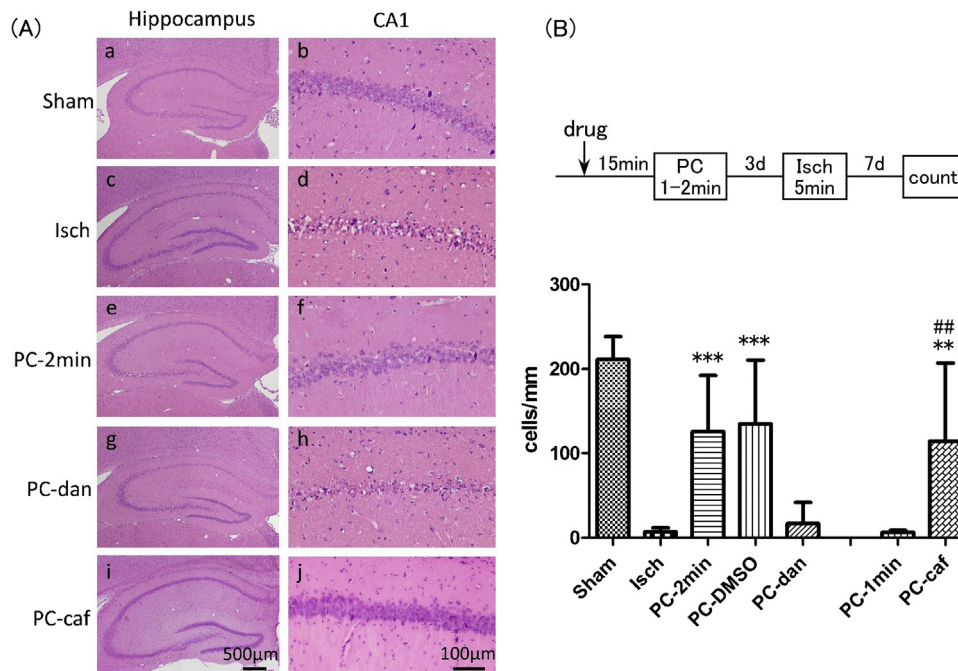 (A)
Hippocampus
CA1
Sham
a
b
Isch
c
d
PC-2min
e
f
PC-dan
g
h
PC-caf
i
j
500μm
100μm
(B)
drug
15min
PC
1-2min
3d
Isch
5min
7d
count
cells/mm
300
200
100
0
***
***
##
**
Sham
Isch
PC-2min
PC-DMSO
PC-dan
PC-1min
PC-caf